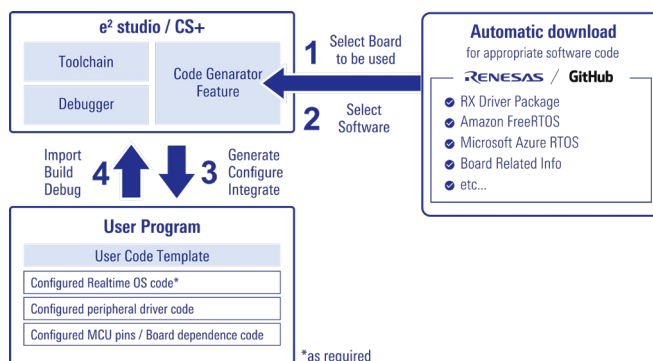 e² studio / CS+
Toolchain
Debugger
Code Genarator
Feature
1
Select Board
to be used
2
Select
Software
Automatic download
for appropriate software code
RENESAS / GitHub
RX Driver Package
Amazon FreeRTOS
Microsoft Azure RTOS
Board Related Info
etc...
Import
Build
Debug
4
3
Generate
Configure
Integrate
User Program
User Code Template
Configured Realtime OS code*
Configured peripheral driver code
Configured MCU pins / Board dependence code
*as required